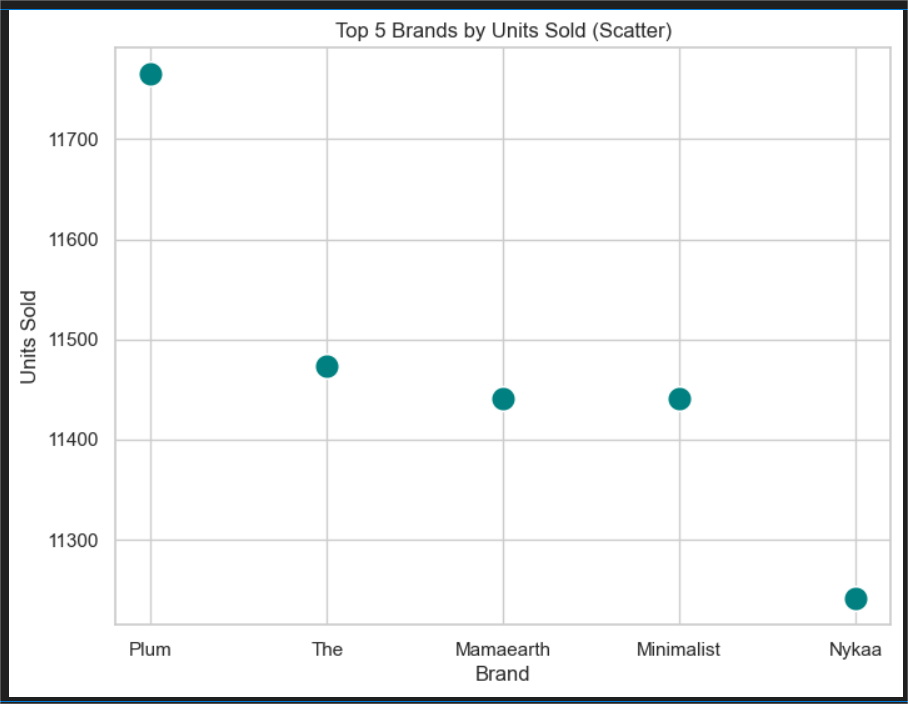 Top 5 Brands by Units Sold (Scatter)
11700
11600
11500
11400
11300
Units Sold
Plum The Mamaearth Minimalist Nykaa
Brand